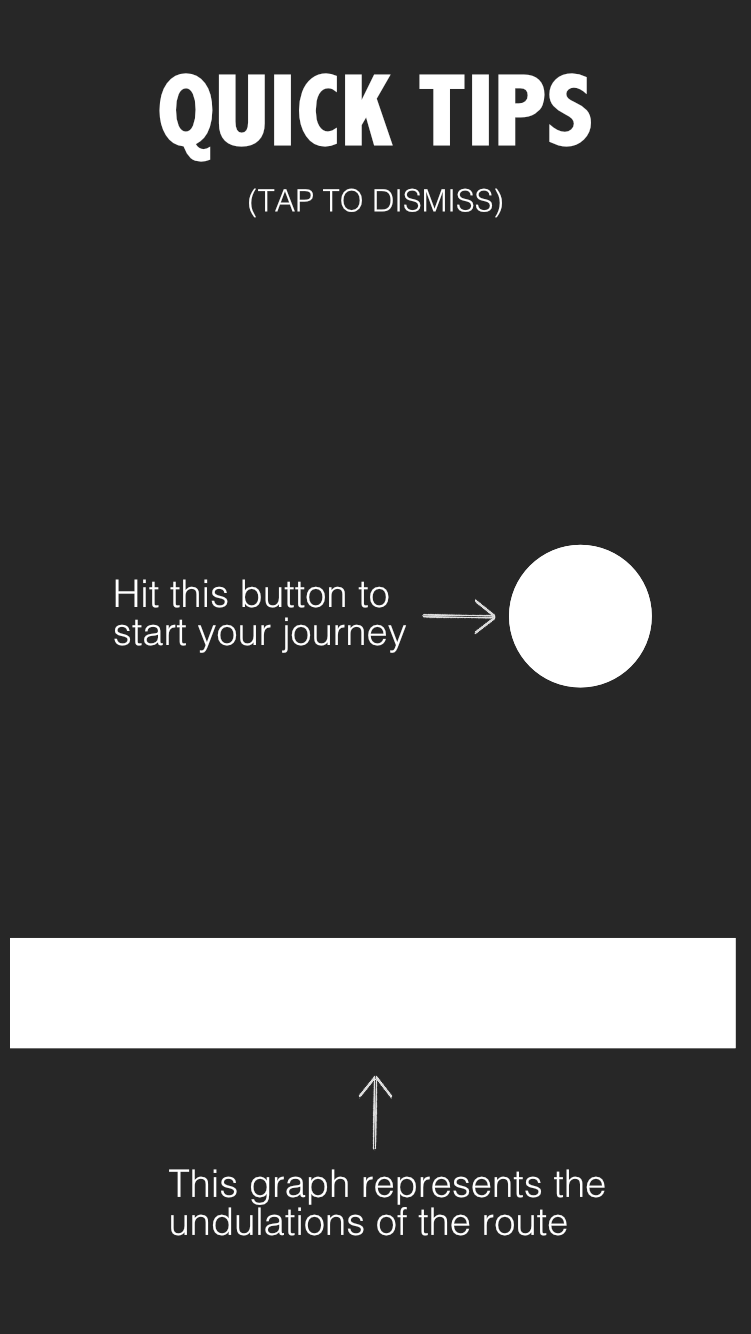 QUICK TIPS
(TAP TO DISMISS)
Hit this button to
start your journey
This graph represents the
undulations of the route